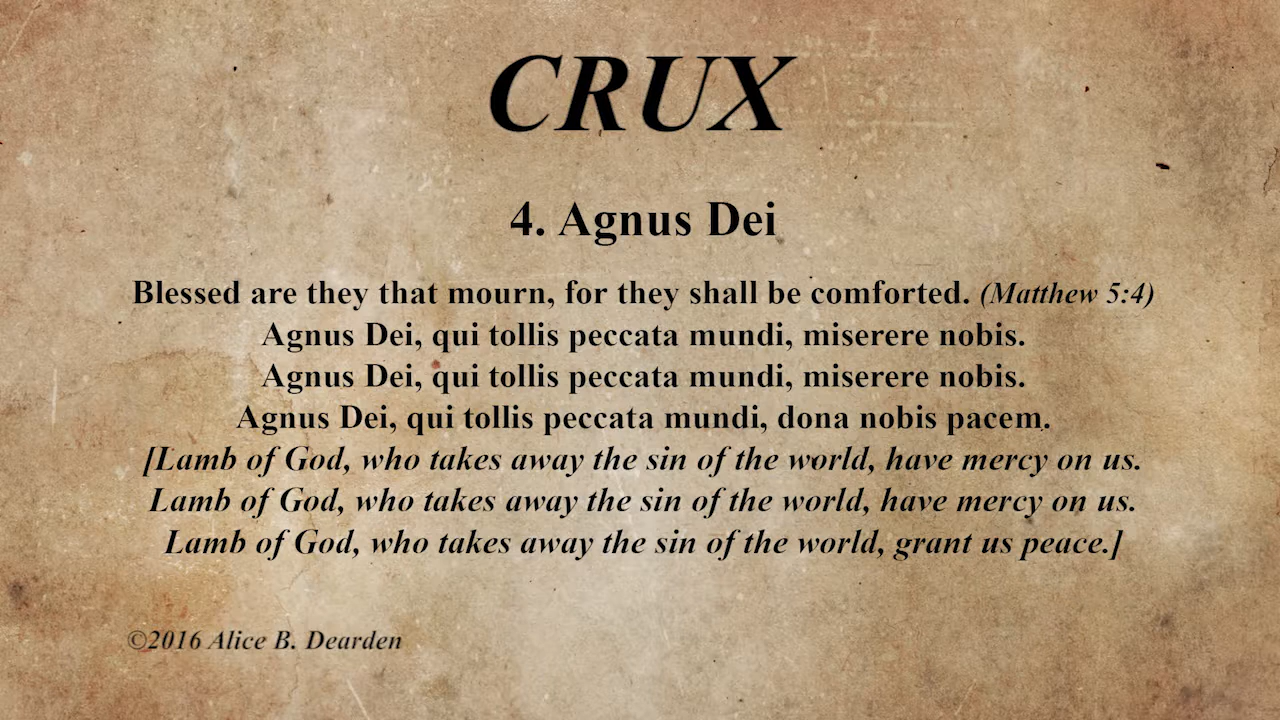 CRUX
4. Agnus Dei
Blessed are they that mourn, for they shall be comforted. (Matthew 5:4)
Agnus Dei, qui tollis peccata mundi, miserere nobis.
Agnus Dei, qui tollis peccata mundi, miserere nobis.
Agnus Dei, qui tollis peccata mundi, dona nobis pacem.
[Lamb of God, who takes away the sin of the world, have mercy on us.
Lamb of God, who takes away the sin of the world, have mercy on us.
Lamb of God, who takes away the sin of the world, grant us peace.]
©2016 Alice B. Dearden